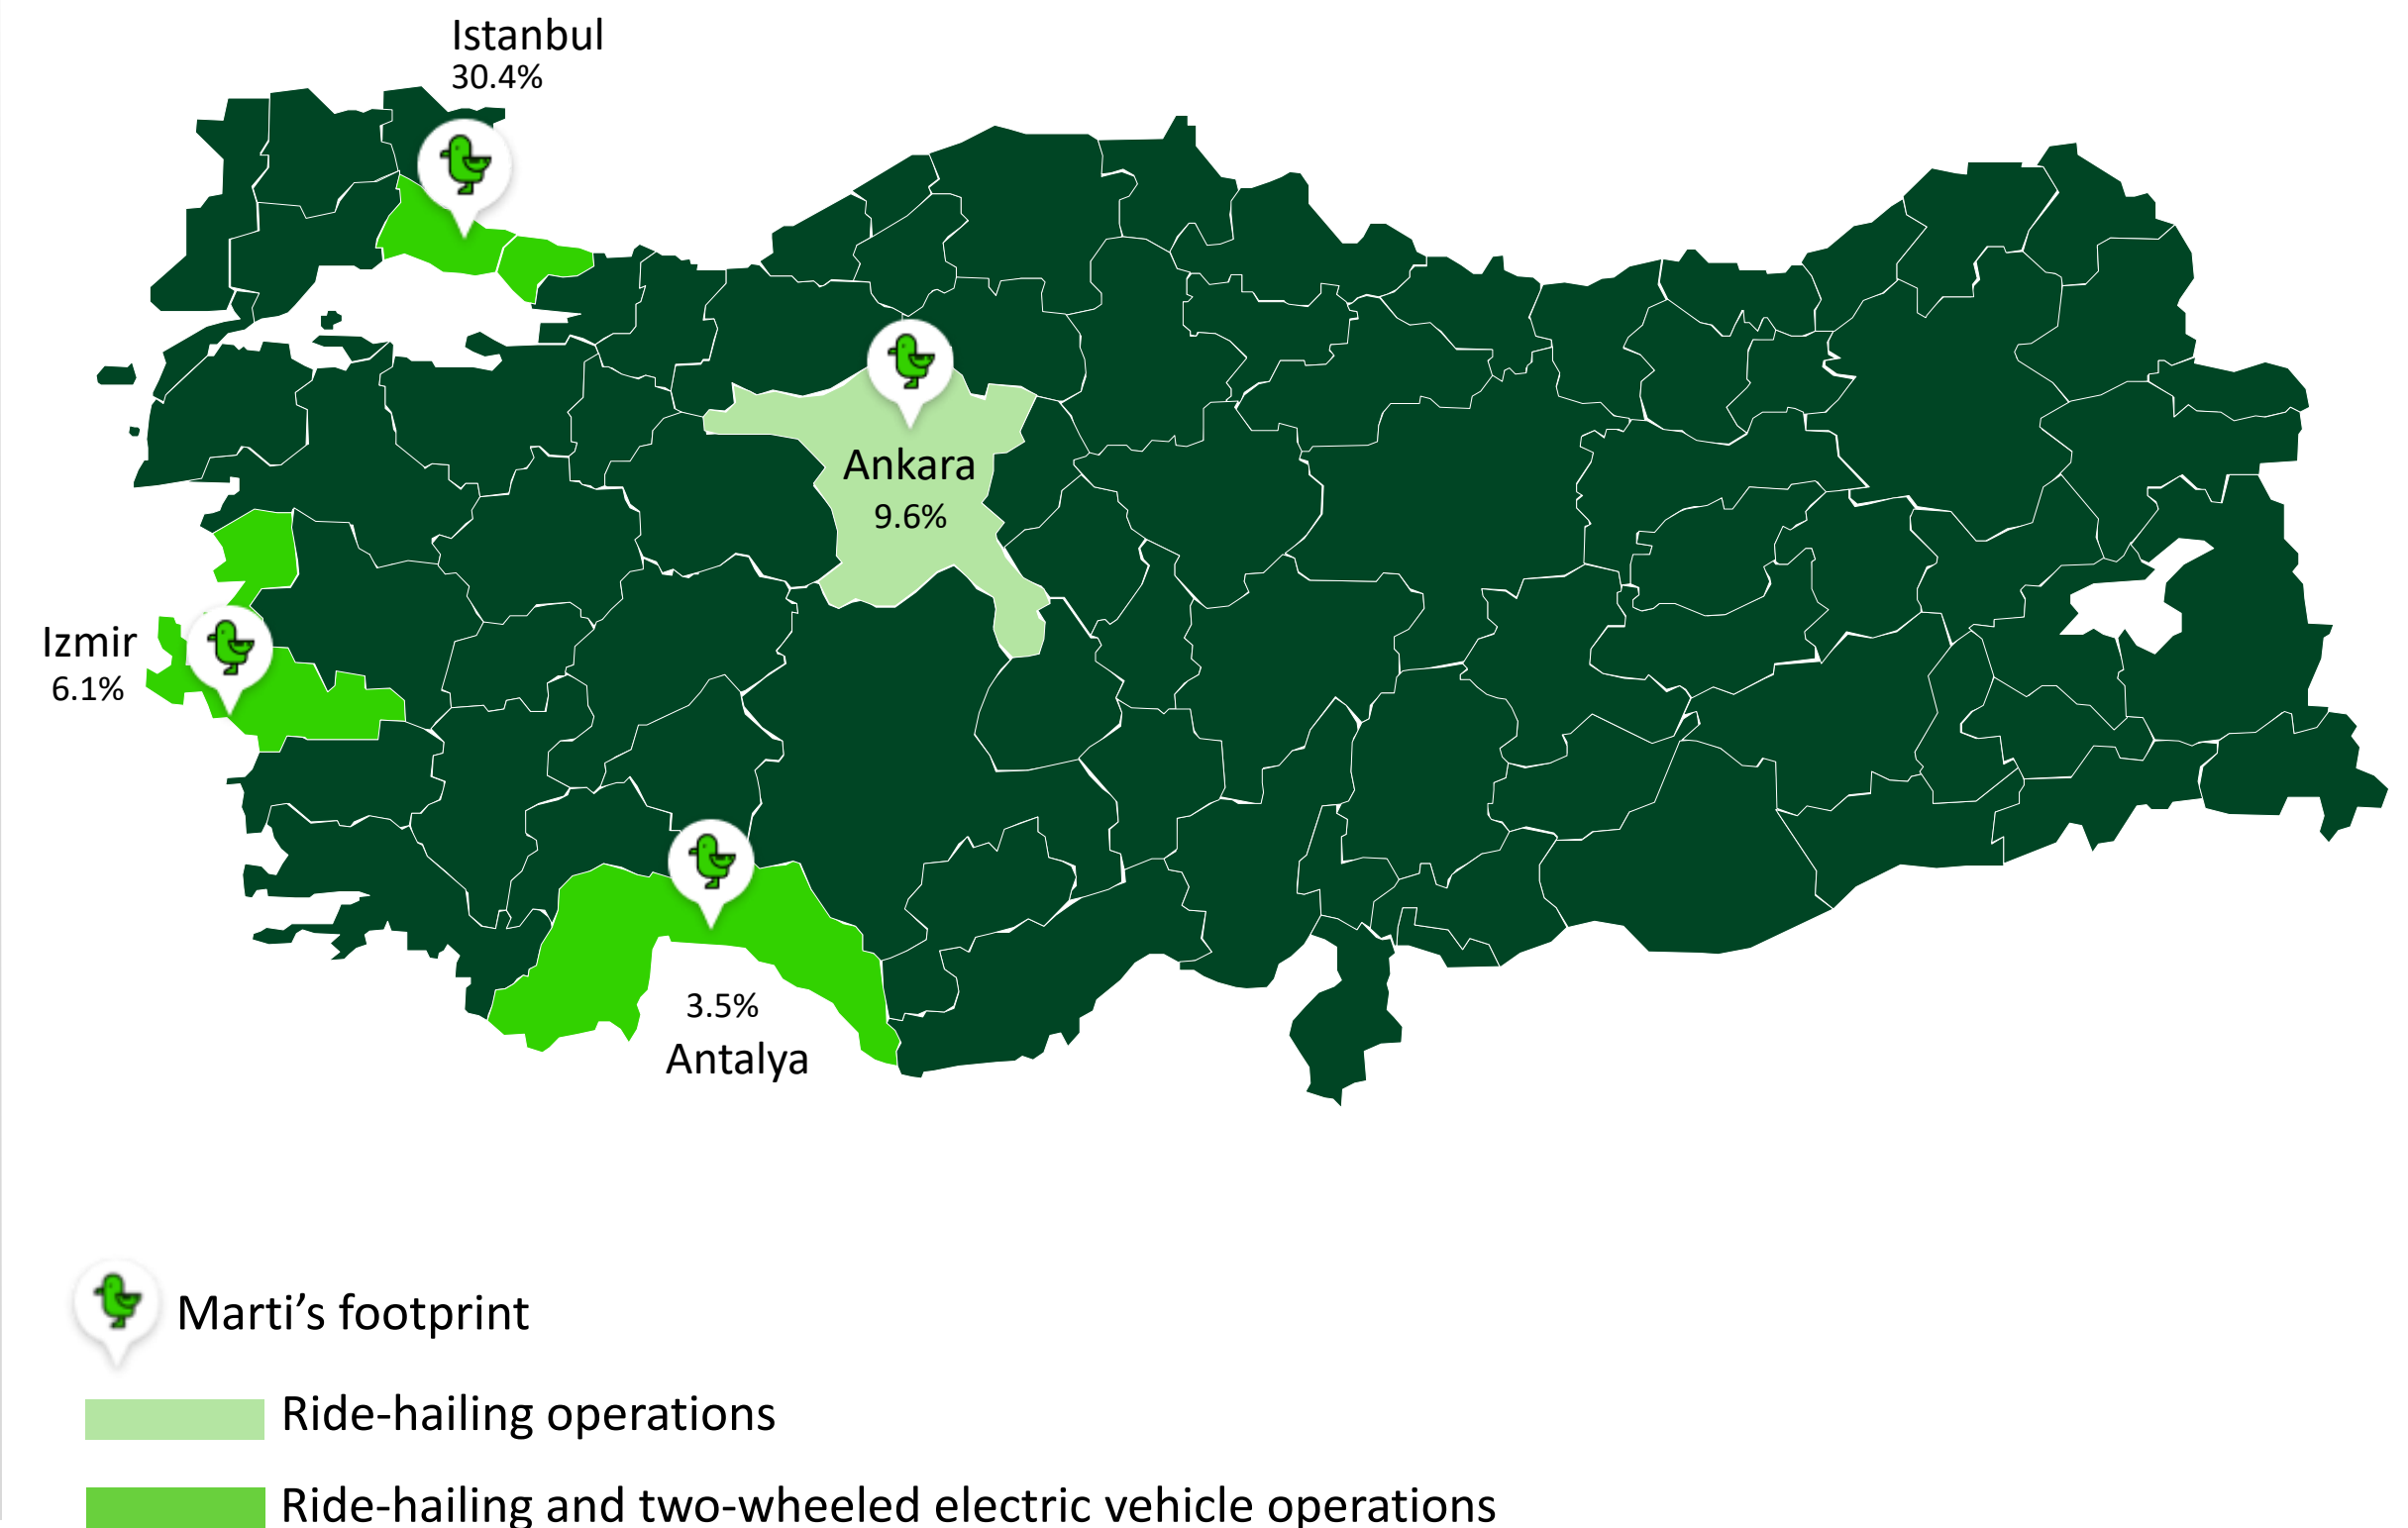 Istanbul
30.4%
Ankara
9.6%
Izmir
6.1%
3.5%
Antalya
Marti’s footprint
Ride-hailing operations
Ride-hailing and two-wheeled electric vehicle operations